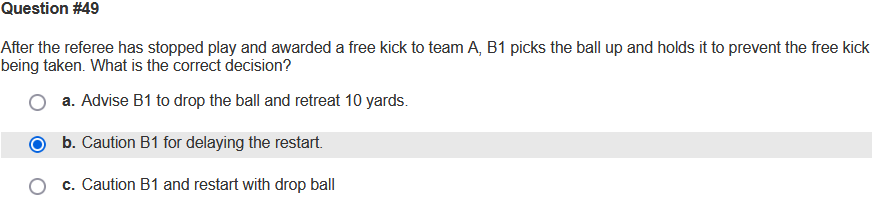 Question #49
After the referee has stopped play and awarded a free kick to team A, B1 picks the ball up and holds it to prevent the free kick
being taken. What is the correct decision?
a. Advise B1 to drop the ball and retreat 10 yards.
b. Caution B1 for delaying the restart.
c. Caution B1 and restart with drop ball